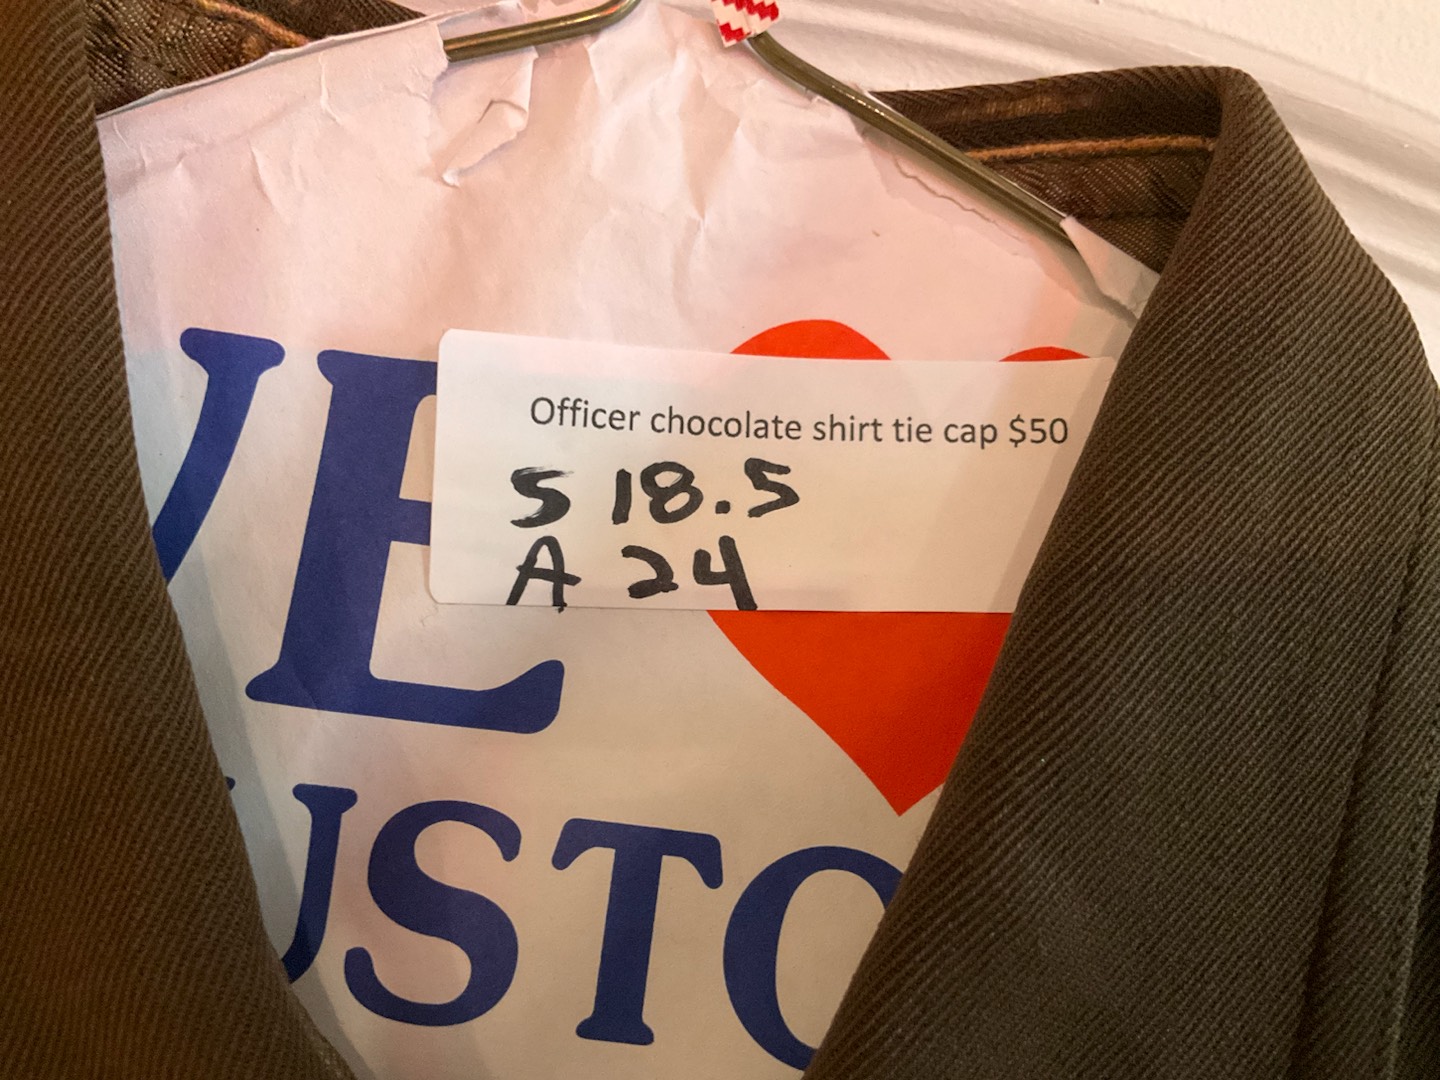 VE
Officer chocolate shirt tie cap $50
S 18.5
A 24
USTO